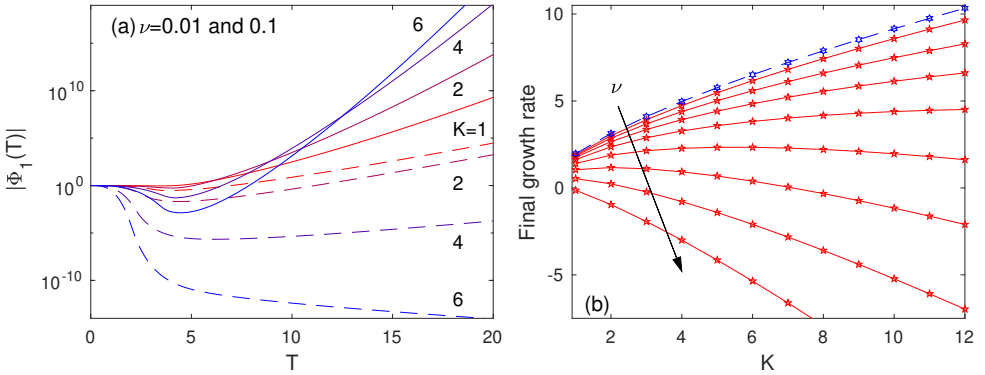 (a) ν=0.01 and 0.1
6
4
2
K=1
2
4
6
10^10
10^0
10^-10
|Φ_1(T)|
0 5 10 15 20
T
10
5
0
-5
Final growth rate
ν
(b)
2 4 6 8 10 12
K